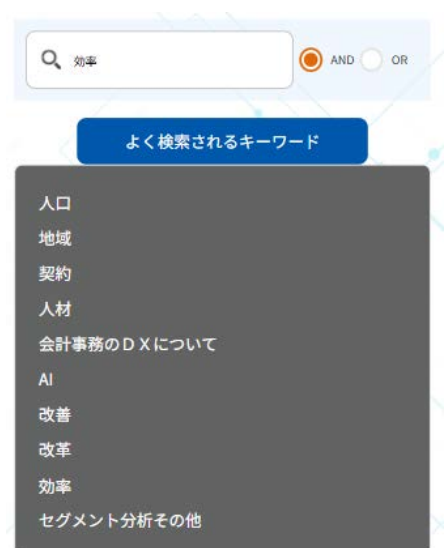 効率
AND OR
よく検索されるキーワード
人口
地域
契約
人材
会計事務のＤＸについて
AI
改善
改革
効率
セグメント分析その他